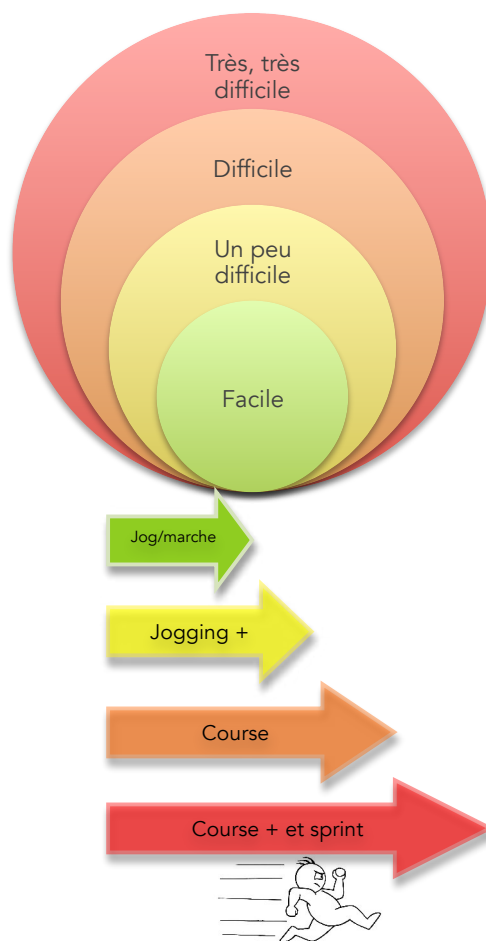 Très, très
difficile
Difficile
Un peu
difficile
Facile
Jog/marche
Jogging +
Course
Course + et sprint